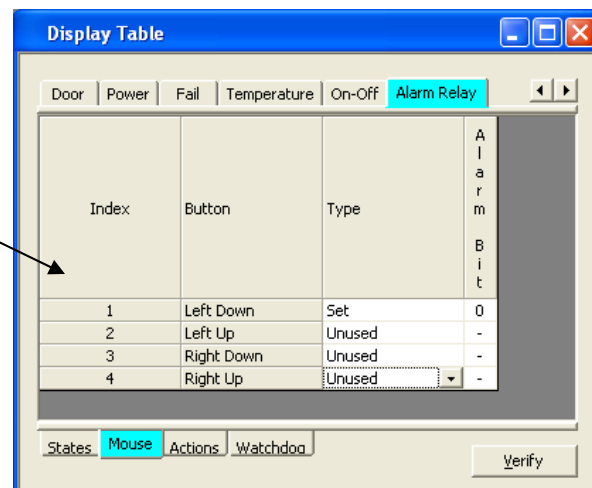 Display Table
Door Power Fail Temperature On-Off Alarm Relay
Index Button Type Alarm Bit
1 Left Down Set 0
2 Left Up Unused -
3 Right Down Unused -
4 Right Up Unused -
States Mouse Actions Watchdog
Verify